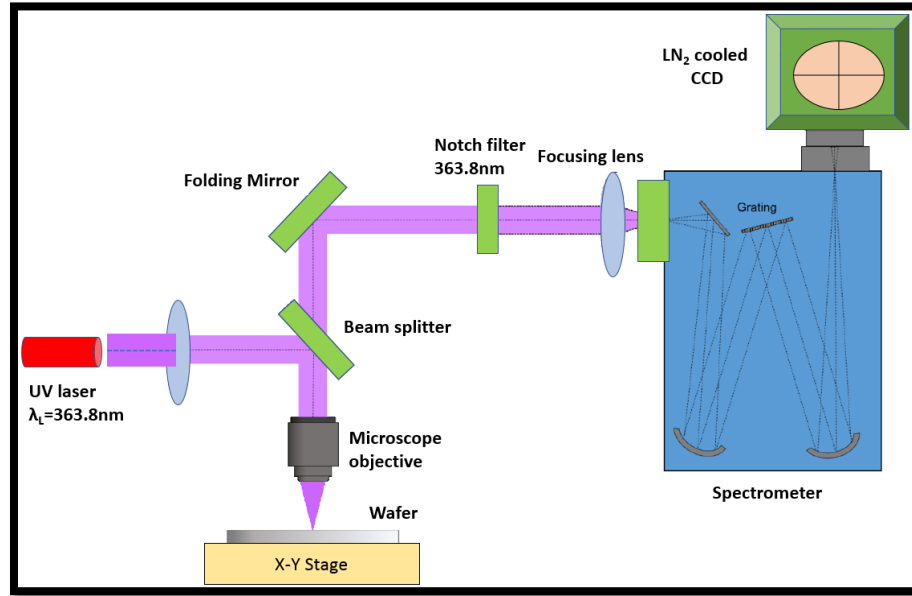 LN₂ cooled
CCD
Notch filter
363.8nm
Focusing lens
Folding Mirror
Grating
Beam splitter
UV laser
λL=363.8nm
Microscope
objective
Wafer
Spectrometer
X-Y Stage